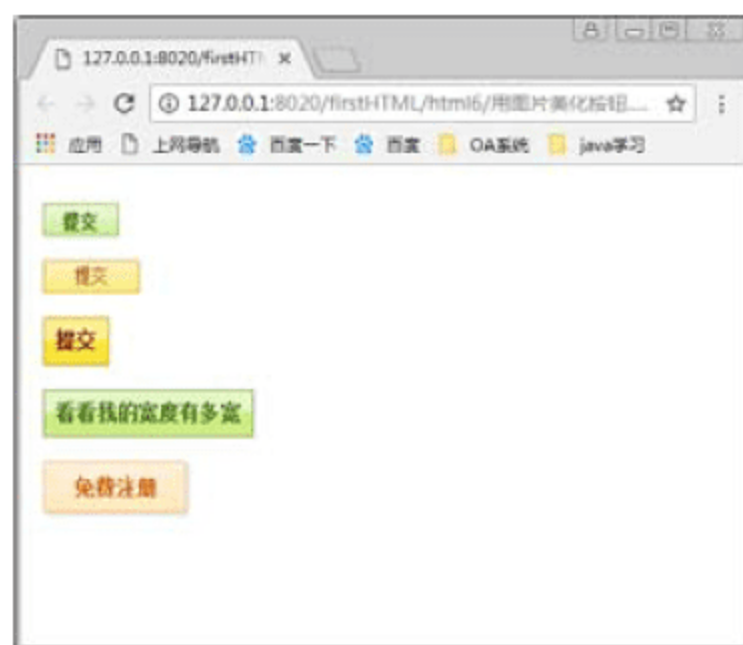 127.0.0.1:8020/firstHT
127.0.0.1:8020/firstHTML/html6/用图片美化按钮...
应用 上网导航 百度一下 百度 OA系统 java学习
提交
提交
提交
看看我的宽度有多宽
免费注册